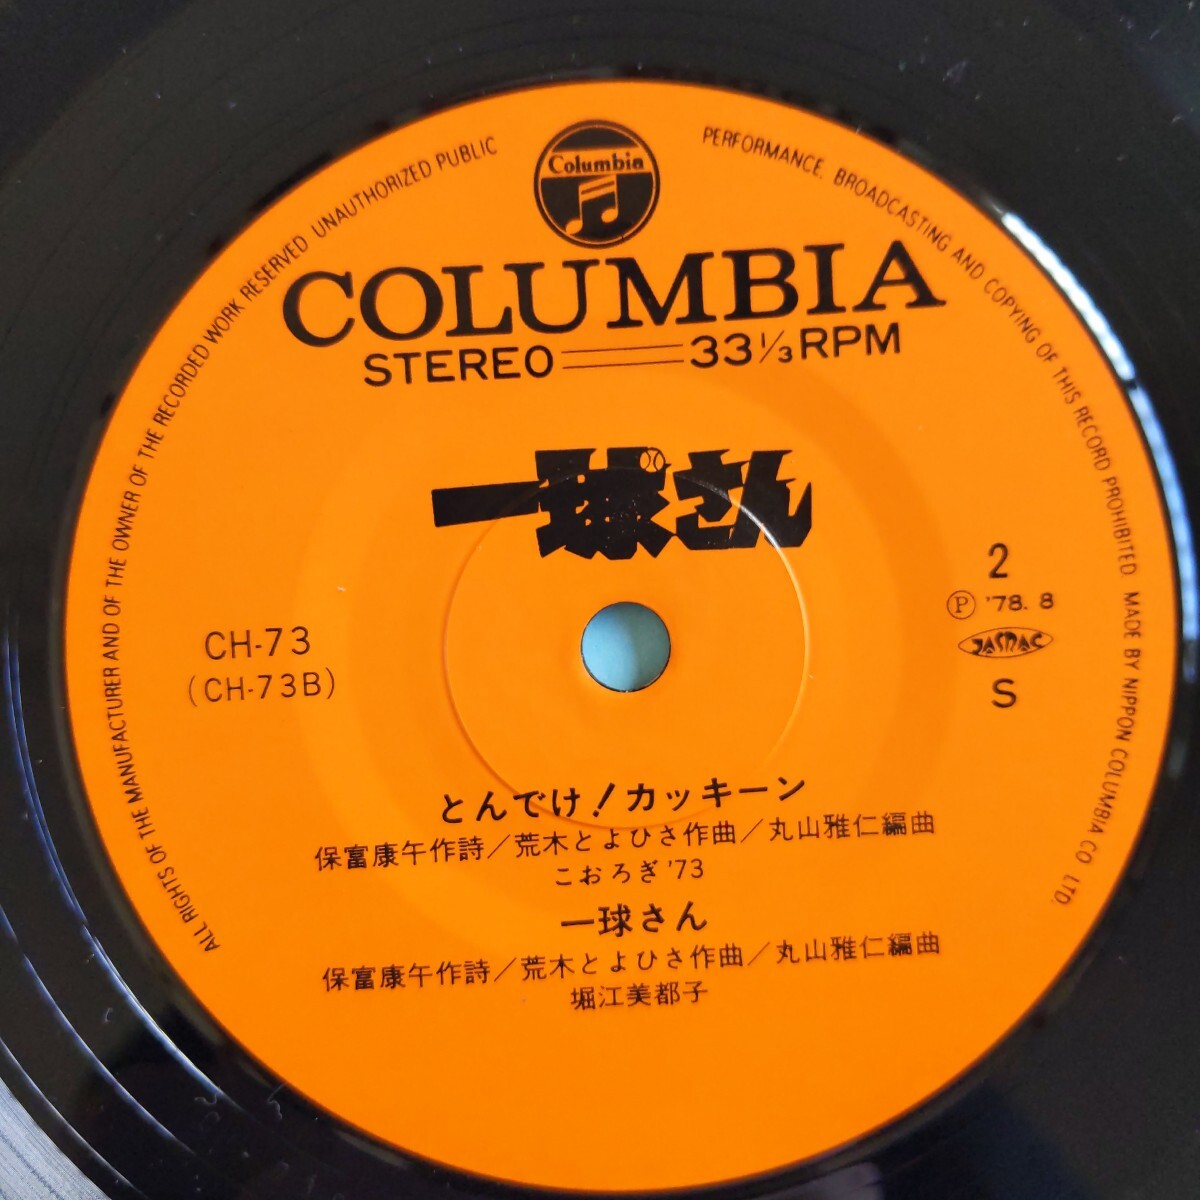 ALL RIGHTS OF THE MANUFACTURER AND OF THE OWNER OF THE RECORDED WORK RESERVED UNAUTHORIZED PUBLIC PERFORMANCE. BROADCASTING AND COPYING OF THIS RECORD PROHIBITED. MADE BY NIPPON COLUMBIA CO. LTD.
Columbia
COLUMBIA
STEREO 33 1/3 RPM
一球さん
2
Ⓟ '78. 8
JASRAC
S
CH-73
(CH-73B)
とんでけ!カッキーン
保富康午作詩/荒木とよひさ作曲/丸山雅仁編曲
こおろぎ'73
一球さん
保富康午作詩/荒木とよひさ作曲/丸山雅仁編曲
堀江美都子